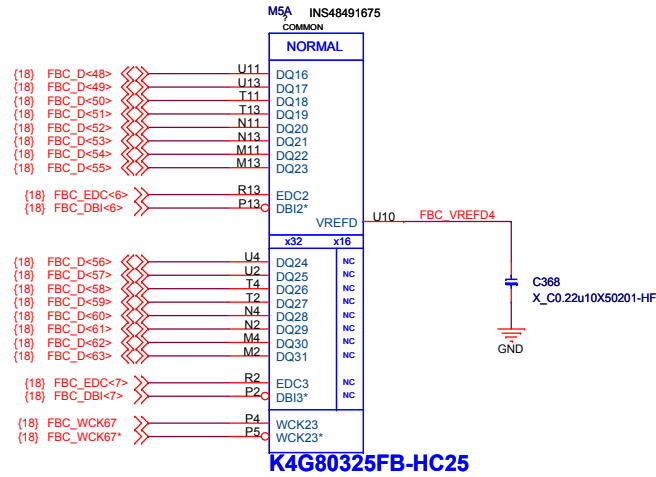 M5A INS48491675
?
COMMON
NORMAL
{18} FBC_D<48> U11 DQ16
{18} FBC_D<49> U13 DQ17
{18} FBC_D<50> T11 DQ18
{18} FBC_D<51> T13 DQ19
{18} FBC_D<52> N11 DQ20
{18} FBC_D<53> N13 DQ21
{18} FBC_D<54> M11 DQ22
{18} FBC_D<55> M13 DQ23
{18} FBC_EDC<6> R13 EDC2
{18} FBC_DBI<6> P13 DBI2*
VREFD U10 FBC_VREFD4
x32 x16
{18} FBC_D<56> U4 DQ24 NC
{18} FBC_D<57> U2 DQ25 NC
{18} FBC_D<58> T4 DQ26 NC
{18} FBC_D<59> T2 DQ27 NC
{18} FBC_D<60> N4 DQ28 NC
{18} FBC_D<61> N2 DQ29 NC
{18} FBC_D<62> M4 DQ30 NC
{18} FBC_D<63> M2 DQ31 NC
C368
X_C0.22u10X50201-HF
GND
{18} FBC_EDC<7> R2 EDC3 NC
{18} FBC_DBI<7> P2 DBI3* NC
{18} FBC_WCK67 P4 WCK23
{18} FBC_WCK67* P5 WCK23*
K4G80325FB-HC25